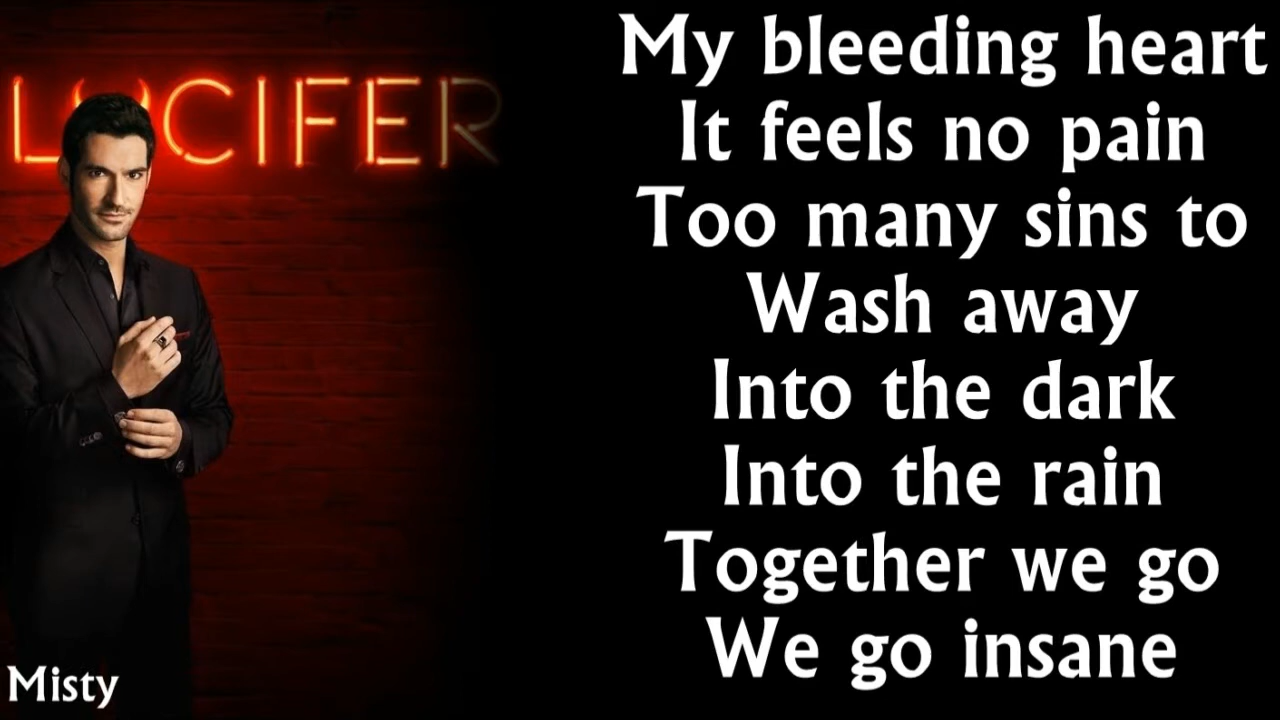 LUCIFER
My bleeding heart
It feels no pain
Too many sins to
Wash away
Into the dark
Into the rain
Together we go
We go insane
Misty